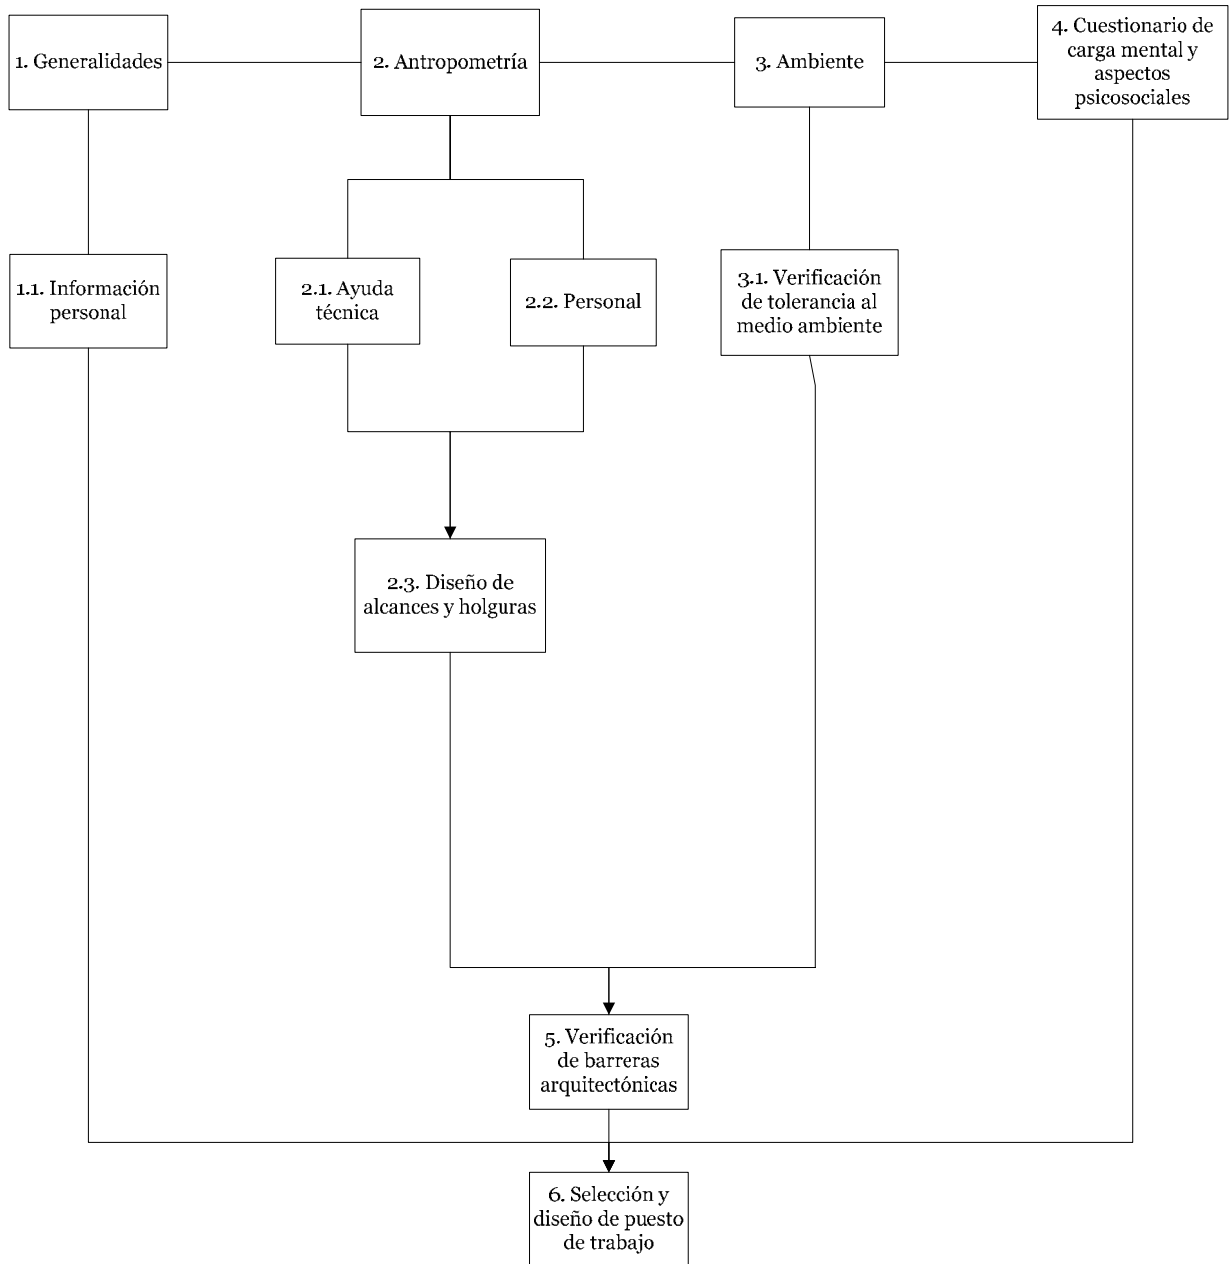 1. Generalidades
2. Antropometría
3. Ambiente
4. Cuestionario de
carga mental y
aspectos
psicosociales
1.1. Información
personal
2.1. Ayuda
técnica
2.2. Personal
3.1. Verificación
de tolerancia al
medio ambiente
2.3. Diseño de
alcances y holguras
5. Verificación
de barreras
arquitectónicas
6. Selección y
diseño de puesto
de trabajo